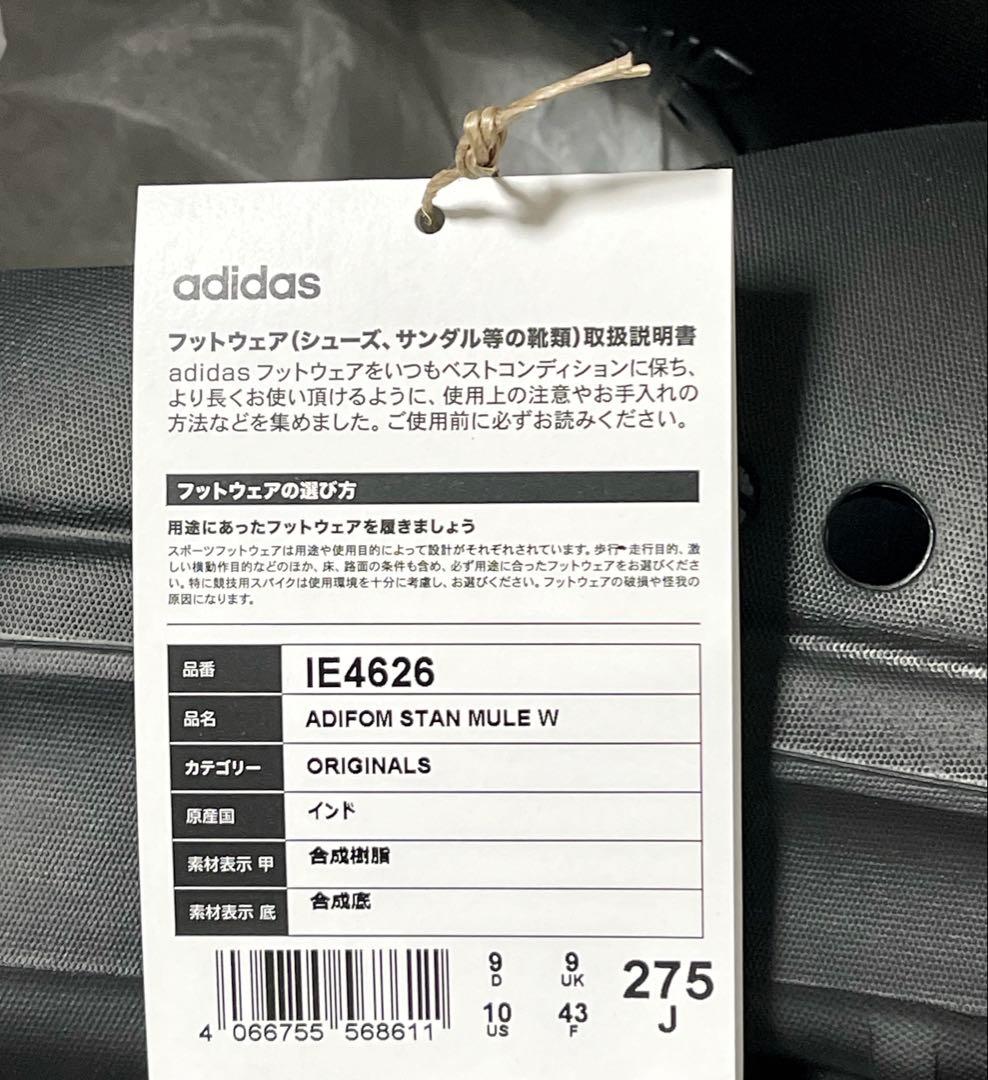 adidas
フットウェア(シューズ、サンダル等の靴類)取扱説明書
adidas フットウェアをいつもベストコンディションに保ち、
より長くお使い頂けるように、使用上の注意やお手入れの
方法などを集めました。ご使用前に必ずお読みください。
フットウェアの選び方
用途にあったフットウェアを履きましょう
スポーツフットウェアは用途や使用目的によって設計がそれぞれされています。歩行・走行目的、激
しい横動作目的などのほか、床、路面の条件も含め、必ず用途に合ったフットウェアをお選びくださ
い。特に競技用スパイクは使用環境を十分に考慮し、お選びください。フットウェアの破損や怪我の
原因になります。
品番 IE4626
品名 ADIFOM STAN MULE W
カテゴリー ORIGINALS
原産国 インド
素材表示 甲 合成樹脂
素材表示 底 合成底
9 D 9 UK 275 J
10 US 43 F
4 066755 568611